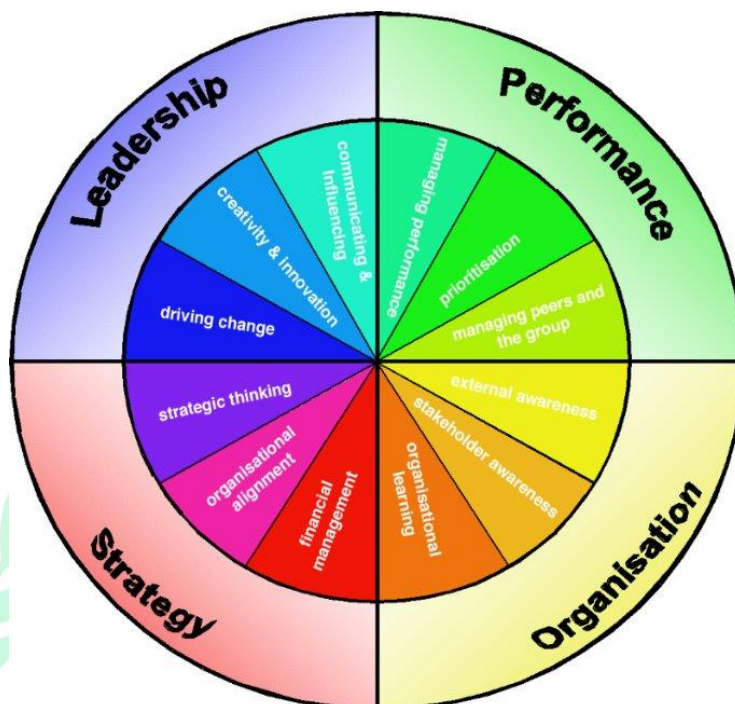 Leadership
communicating &
Influencing
creativity & innovation
driving change
Performance
managing performance
prioritisation
managing peers and
the group
Strategy
strategic thinking
organisational
alignment
financial
management
Organisation
external awareness
stakeholder awareness
organisational
learning